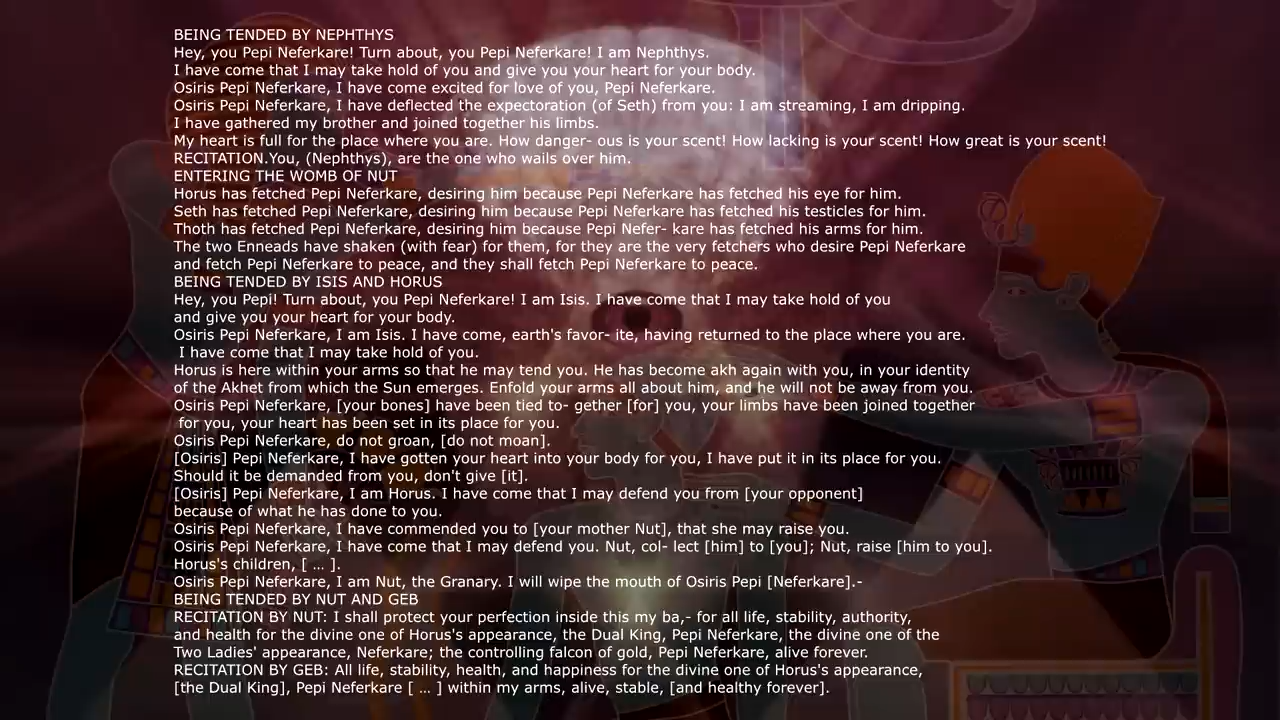 BEING TENDED BY NEPHTHYS
Hey, you Pepi Neferkare! Turn about, you Pepi Neferkare! I am Nephthys.
I have come that I may take hold of you and give you your heart for your body.
Osiris Pepi Neferkare, I have come excited for love of you, Pepi Neferkare.
Osiris Pepi Neferkare, I have deflected the expectoration (of Seth) from you: I am streaming, I am dripping.
I have gathered my brother and joined together his limbs.
My heart is full for the place where you are. How danger- ous is your scent! How lacking is your scent! How great is your scent!
RECITATION.You, (Nephthys), are the one who wails over him.
ENTERING THE WOMB OF NUT
Horus has fetched Pepi Neferkare, desiring him because Pepi Neferkare has fetched his eye for him.
Seth has fetched Pepi Neferkare, desiring him because Pepi Neferkare has fetched his testicles for him.
Thoth has fetched Pepi Neferkare, desiring him because Pepi Nefer- kare has fetched his arms for him.
The two Enneads have shaken (with fear) for them, for they are the very fetchers who desire Pepi Neferkare
and fetch Pepi Neferkare to peace, and they shall fetch Pepi Neferkare to peace.
BEING TENDED BY ISIS AND HORUS
Hey, you Pepi! Turn about, you Pepi Neferkare! I am Isis. I have come that I may take hold of you
and give you your heart for your body.
Osiris Pepi Neferkare, I am Isis. I have come, earth's favor- ite, having returned to the place where you are.
I have come that I may take hold of you.
Horus is here within your arms so that he may tend you. He has become akh again with you, in your identity
of the Akhet from which the Sun emerges. Enfold your arms all about him, and he will not be away from you.
Osiris Pepi Neferkare, [your bones] have been tied to- gether [for] you, your limbs have been joined together
for you, your heart has been set in its place for you.
Osiris Pepi Neferkare, do not groan, [do not moan].
[Osiris] Pepi Neferkare, I have gotten your heart into your body for you, I have put it in its place for you.
Should it be demanded from you, don't give [it].
[Osiris] Pepi Neferkare, I am Horus. I have come that I may defend you from [your opponent]
because of what he has done to you.
Osiris Pepi Neferkare, I have commended you to [your mother Nut], that she may raise you.
Osiris Pepi Neferkare, I have come that I may defend you. Nut, col- lect [him] to [you]; Nut, raise [him to you].
Horus's children, [ … ].
Osiris Pepi Neferkare, I am Nut, the Granary. I will wipe the mouth of Osiris Pepi [Neferkare].-
BEING TENDED BY NUT AND GEB
RECITATION BY NUT: I shall protect your perfection inside this my ba,- for all life, stability, authority,
and health for the divine one of Horus's appearance, the Dual King, Pepi Neferkare, the divine one of the
Two Ladies' appearance, Neferkare; the controlling falcon of gold, Pepi Neferkare, alive forever.
RECITATION BY GEB: All life, stability, health, and happiness for the divine one of Horus's appearance,
[the Dual King], Pepi Neferkare [ … ] within my arms, alive, stable, [and healthy forever].